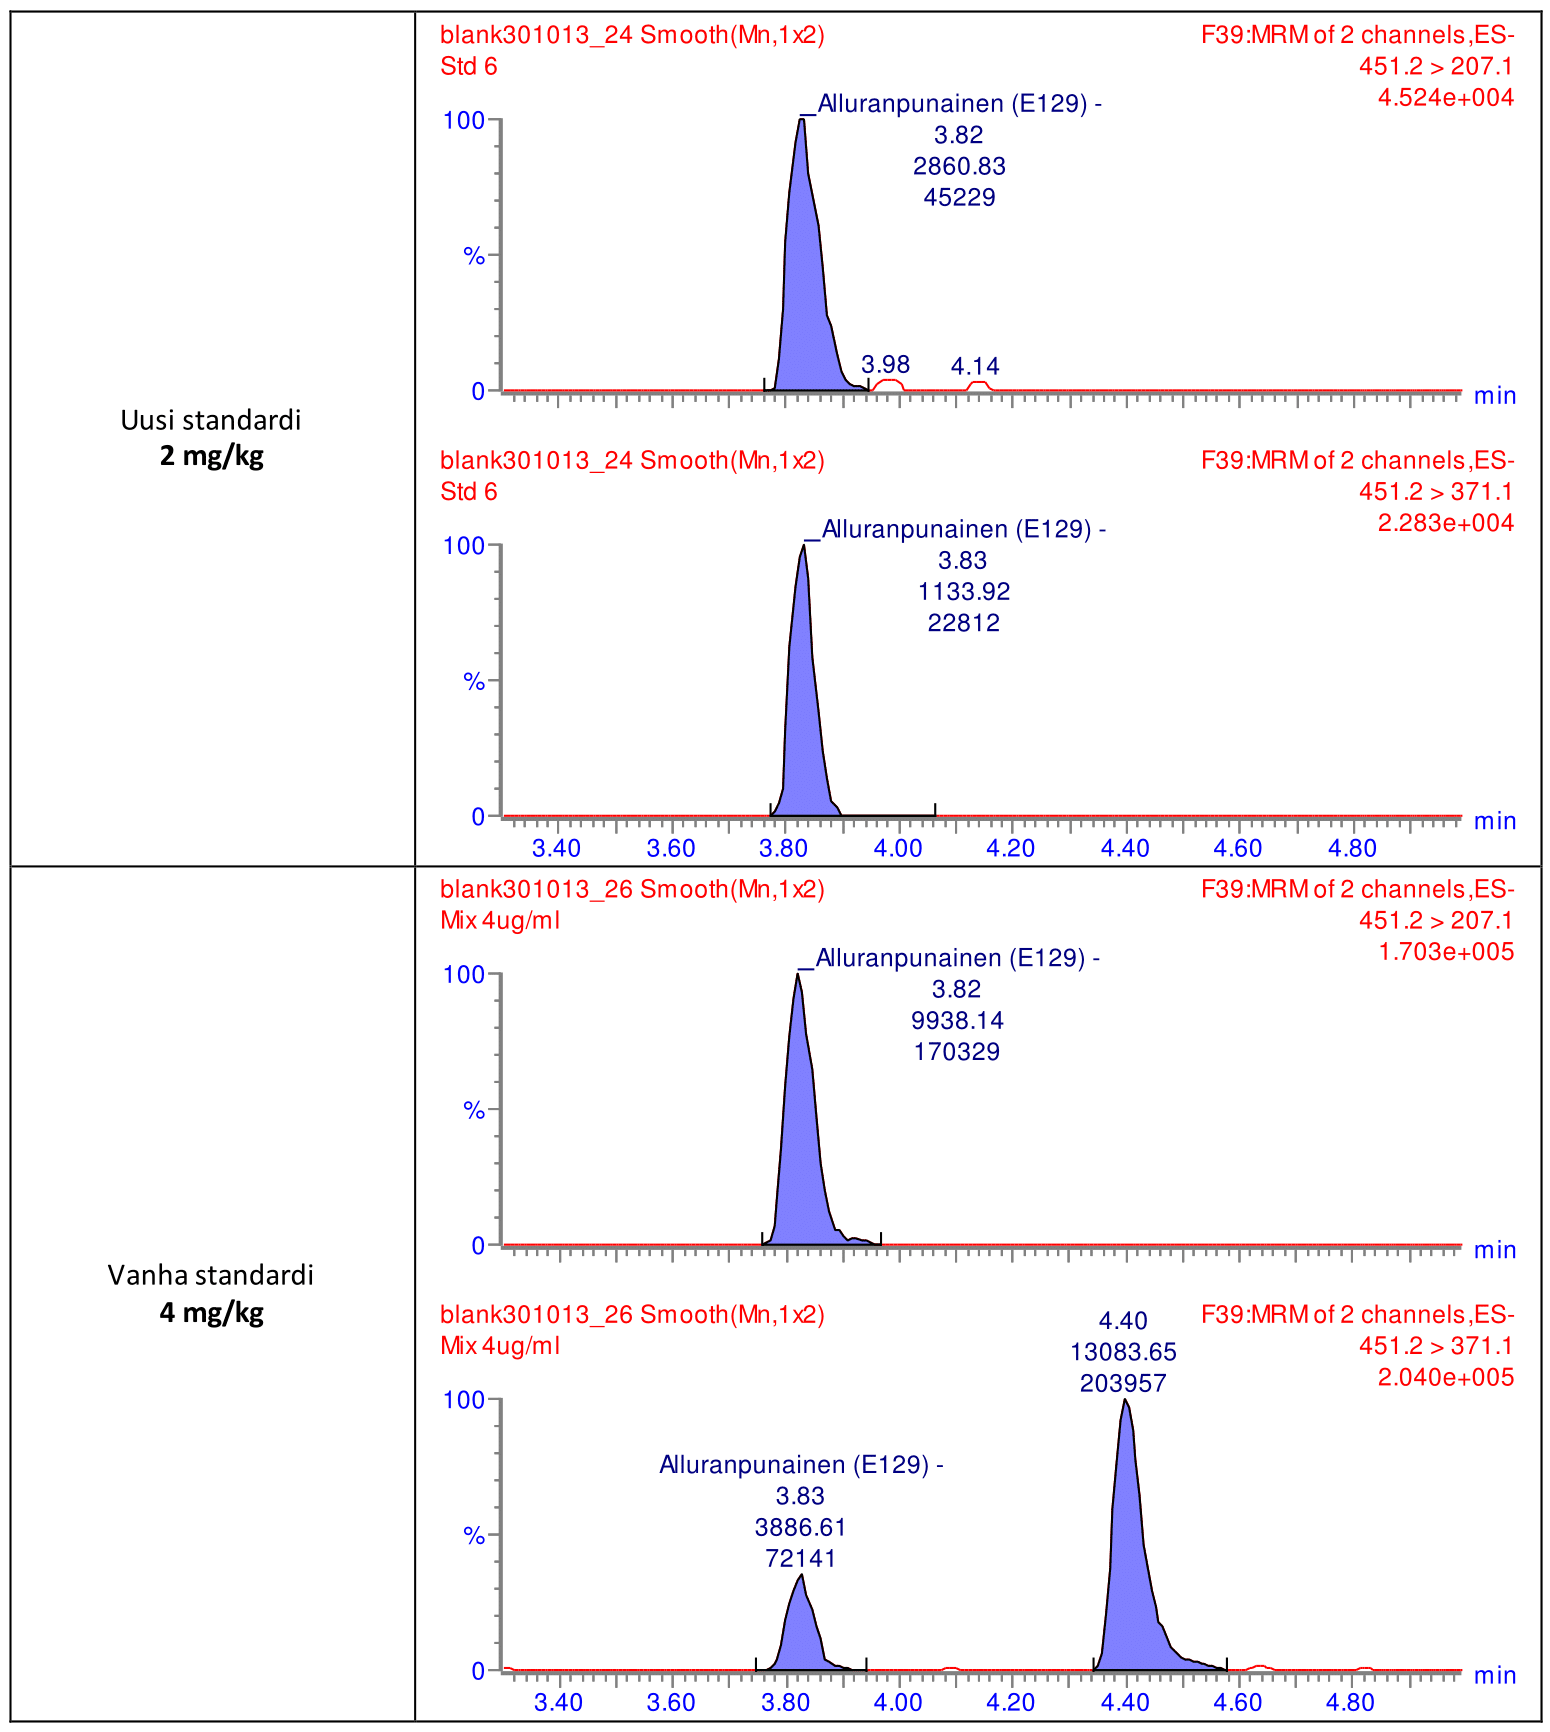 Uusi standardi
2 mg/kg
blank301013_24 Smooth(Mn,1x2)
F39:MRM of 2 channels,ES-
Std 6
451.2 > 207.1
4.524e+004
Alluranpunainen (E129) -
3.82
2860.83
45229
100
%
0
3.98
4.14
min
blank301013_24 Smooth(Mn,1x2)
F39:MRM of 2 channels,ES-
Std 6
451.2 > 371.1
2.283e+004
Alluranpunainen (E129) -
3.83
1133.92
22812
100
%
0
min
3.40 3.60 3.80 4.00 4.20 4.40 4.60 4.80
Vanha standardi
4 mg/kg
blank301013_26 Smooth(Mn,1x2)
F39:MRM of 2 channels,ES-
Mix 4ug/ml
451.2 > 207.1
1.703e+005
Alluranpunainen (E129) -
3.82
9938.14
170329
100
%
0
min
blank301013_26 Smooth(Mn,1x2)
F39:MRM of 2 channels,ES-
Mix 4ug/ml
451.2 > 371.1
2.040e+005
4.40
13083.65
203957
Alluranpunainen (E129) -
3.83
3886.61
72141
100
%
0
min
3.40 3.60 3.80 4.00 4.20 4.40 4.60 4.80